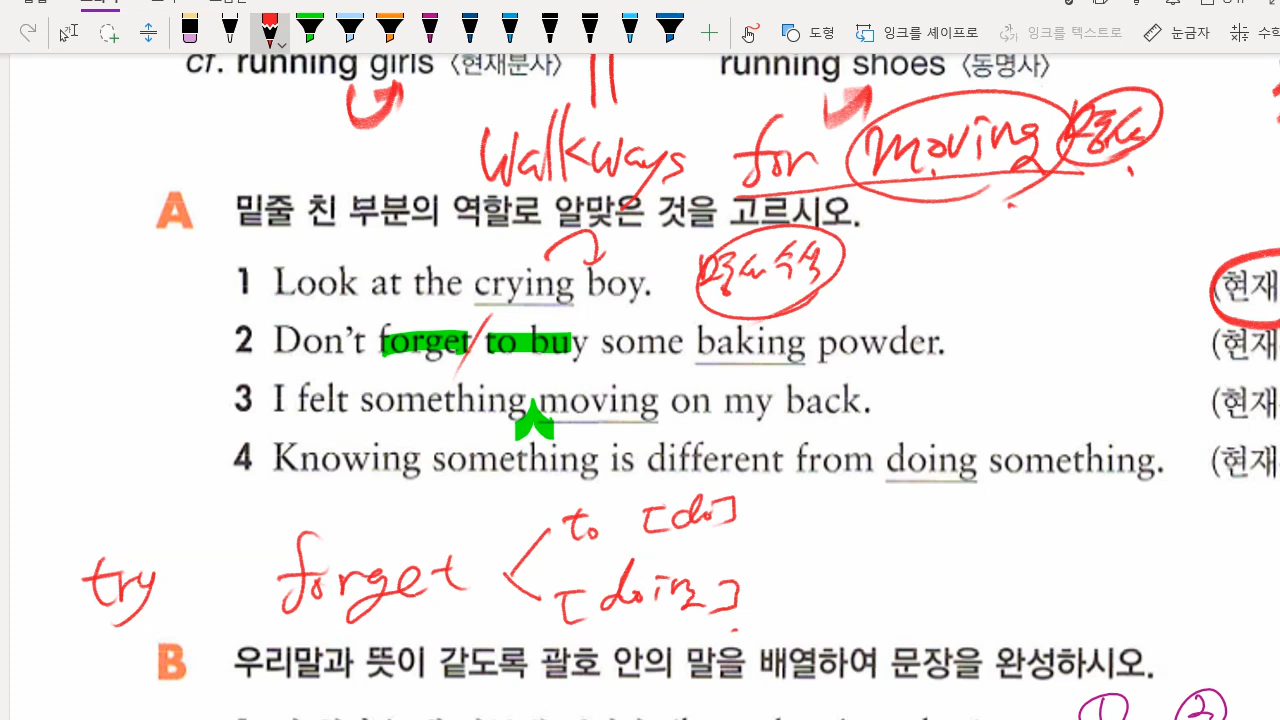 도형
잉크를 셰이프로
잉크를 텍스트로
눈금자
수학
cf. running girls 〈현재분사〉 running shoes 〈동명사〉
walkways for moving
A 밑줄 친 부분의 역할로 알맞은 것을 고르시오.
1 Look at the crying boy. (현재
2 Don't forget to buy some baking powder. (현재
3 I felt something moving on my back. (현재
4 Knowing something is different from doing something. (현재
to [do]
try forget
[doing]
B 우리말과 뜻이 같도록 괄호 안의 말을 배열하여 문장을 완성하시오.
① ②